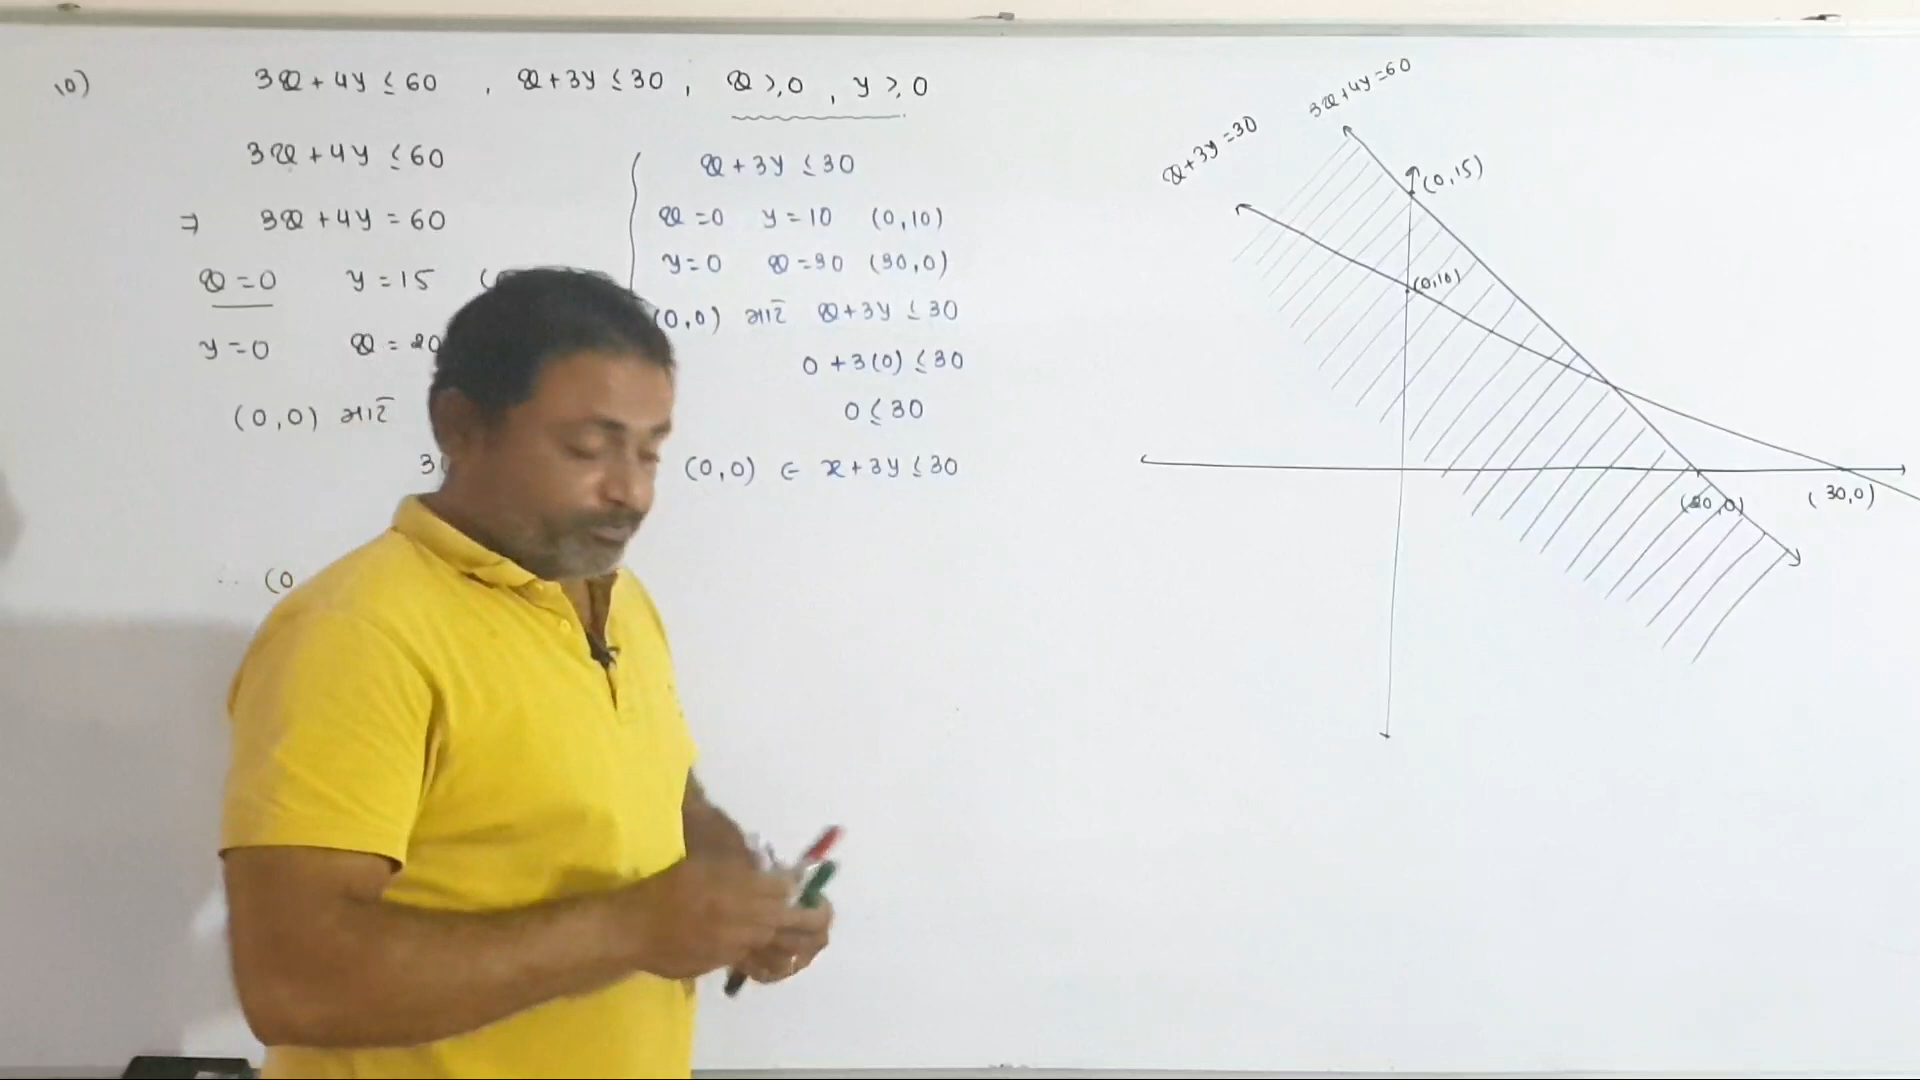 10) 3x + 4y ≤ 60 , x + 3y ≤ 30 , x ≥ 0 , y ≥ 0
3x + 4y ≤ 60
⇒ 3x + 4y = 60
x = 0 y = 15 (
y = 0 x = 20
(0,0) માટે
3(
∴ (0
x + 3y ≤ 30
x = 0 y = 10 (0,10)
y = 0 x = 30 (30,0)
(0,0) માટે x + 3y ≤ 30
0 + 3(0) ≤ 30
0 ≤ 30
(0,0) ∈ x + 3y ≤ 30
3x + 4y = 60
x + 3y = 30
(0,15)
(0,10)
(20,0)
(30,0)